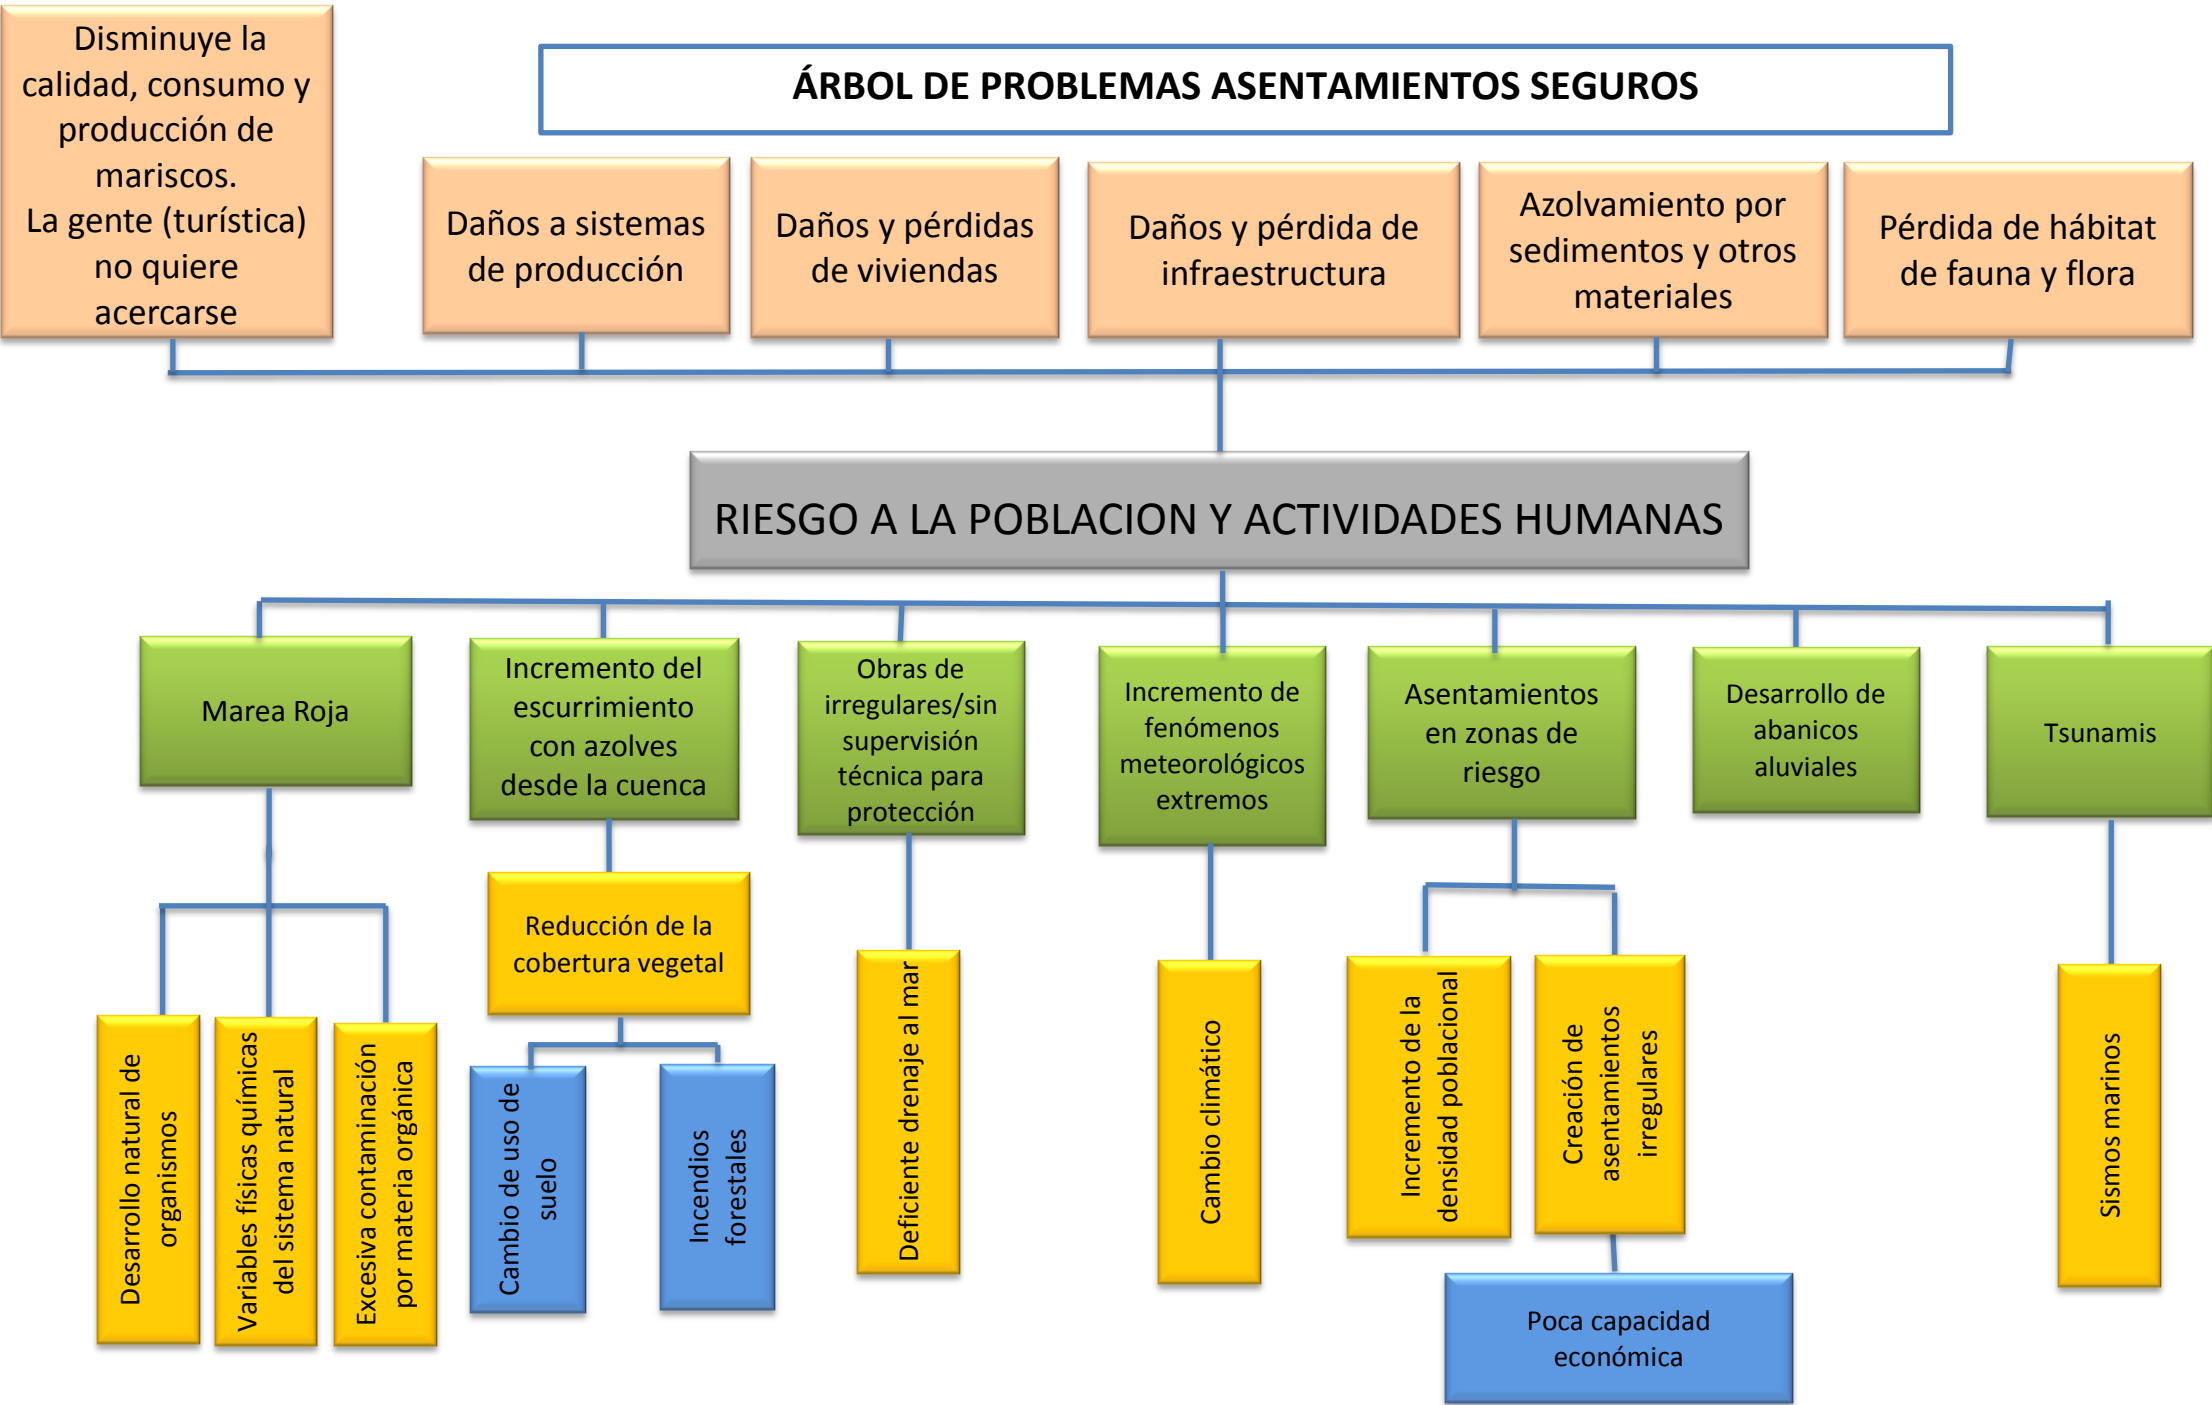 Disminuye la
calidad, consumo y
producción de
mariscos.
La gente (turística)
no quiere
acercarse
ÁRBOL DE PROBLEMAS ASENTAMIENTOS SEGUROS
Daños a sistemas
de producción
Daños y pérdidas
de viviendas
Daños y pérdida de
infraestructura
Azolvamiento por
sedimentos y otros
materiales
Pérdida de hábitat
de fauna y flora
RIESGO A LA POBLACION Y ACTIVIDADES HUMANAS
Marea Roja
Incremento del
escurrimiento
con azolves
desde la cuenca
Obras de
irregulares/sin
supervisión
técnica para
protección
Incremento de
fenómenos
meteorológicos
extremos
Asentamientos
en zonas de
riesgo
Desarrollo de
abanicos
aluviales
Tsunamis
Desarrollo natural de
organismos
Variables físicas químicas
del sistema natural
Excesiva contaminación
por materia orgánica
Reducción de la
cobertura vegetal
Cambio de uso de
suelo
Incendios
forestales
Deficiente drenaje al mar
Cambio climático
Incremento de la
densidad poblacional
Creación de
asentamientos
irregulares
Poca capacidad
económica
Sismos marinos